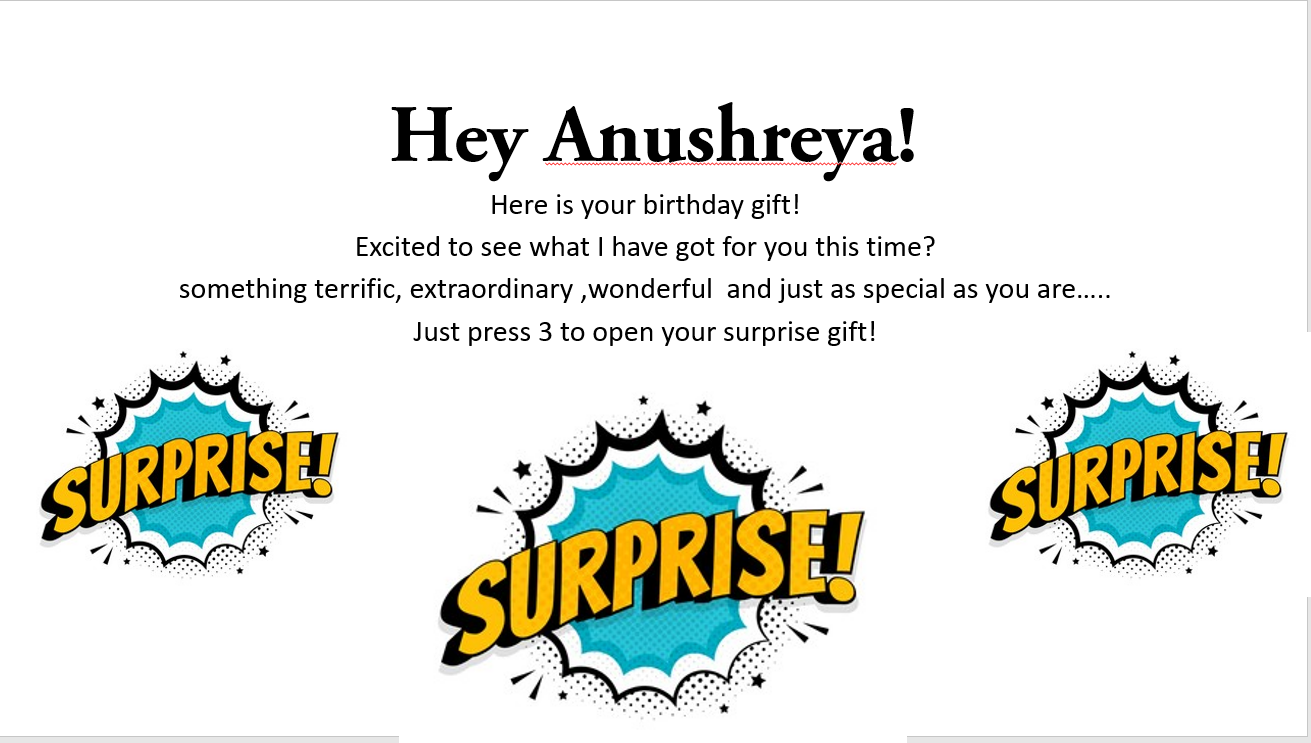 Hey Anushreya!
Here is your birthday gift!
Excited to see what I have got for you this time?
something terrific, extraordinary ,wonderful  and just as special as you are…..
Just press 3 to open your surprise gift!
SURPRISE!
SURPRISE!
SURPRISE!